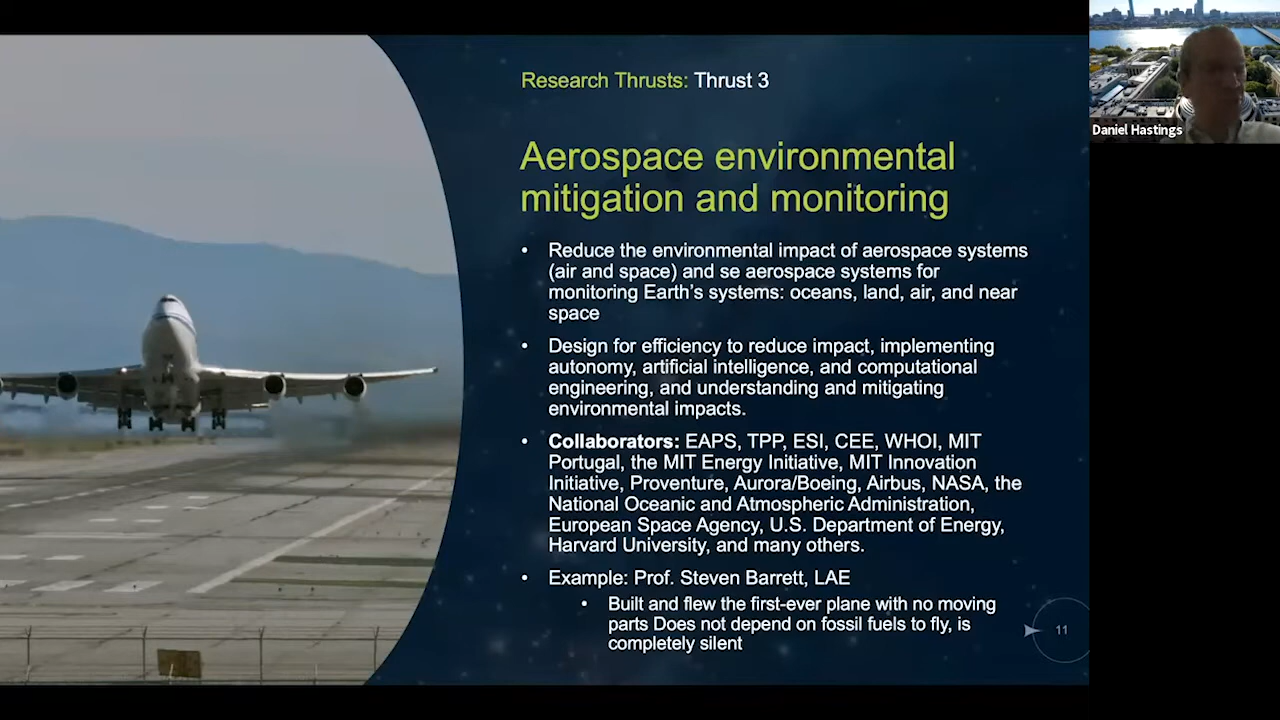 Research Thrusts: Thrust 3
Aerospace environmental
mitigation and monitoring
• Reduce the environmental impact of aerospace systems
(air and space) and se aerospace systems for
monitoring Earth's systems: oceans, land, air, and near
space
• Design for efficiency to reduce impact, implementing
autonomy, artificial intelligence, and computational
engineering, and understanding and mitigating
environmental impacts.
• Collaborators: EAPS, TPP, ESI, CEE, WHOI, MIT
Portugal, the MIT Energy Initiative, MIT Innovation
Initiative, Proventure, Aurora/Boeing, Airbus, NASA, the
National Oceanic and Atmospheric Administration,
European Space Agency, U.S. Department of Energy,
Harvard University, and many others.
• Example: Prof. Steven Barrett, LAE
• Built and flew the first-ever plane with no moving
parts Does not depend on fossil fuels to fly, is
completely silent
11
Daniel Hastings